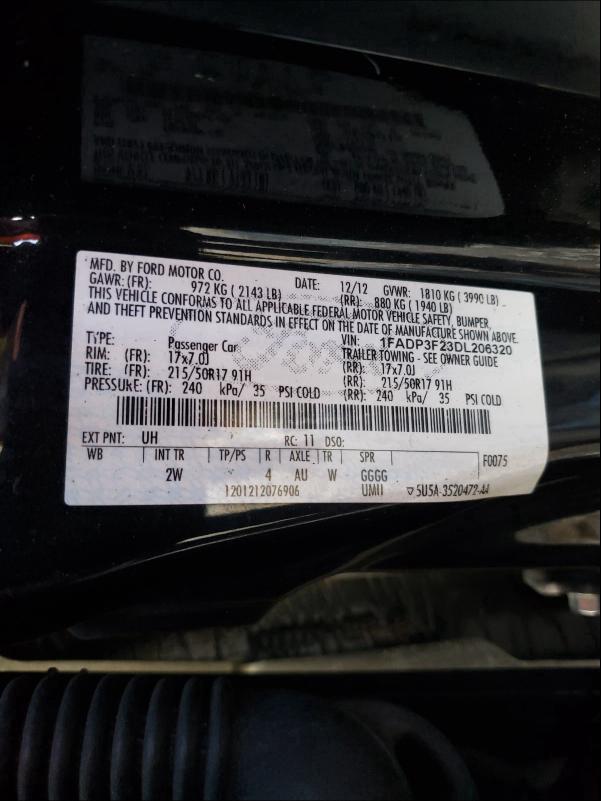 MFD. BY FORD MOTOR CO. DATE: 12/12 GVWR: 1810 KG ( 3990 LB)
GAWR: (FR): 972 KG ( 2143 LB) (RR): 880 KG ( 1940 LB)
THIS VEHICLE CONFORMS TO ALL APPLICABLE FEDERAL MOTOR VEHICLE SAFETY, BUMPER,
AND THEFT PREVENTION STANDARDS IN EFFECT ON THE DATE OF MANUFACTURE SHOWN ABOVE.
VIN: 1FADP3F23DL206320
TYPE: Passenger Car TRAILER TOWING - SEE OWNER GUIDE
RIM: (FR): 17x7.0J (RR): 17x7.0J
TIRE: (FR): 215/50R17 91H (RR): 215/50R17 91H
PRESSURE: (FR): 240 kPa/ 35 PSI COLD (RR): 240 kPa/ 35 PSI COLD
EXT PNT: UH RC: 11 DSO:
WB INT TR TP/PS R AXLE TR SPR F0075
2W 4 AU W GGGG
1201212076906 UMII ▽5U5A-3520472-AA